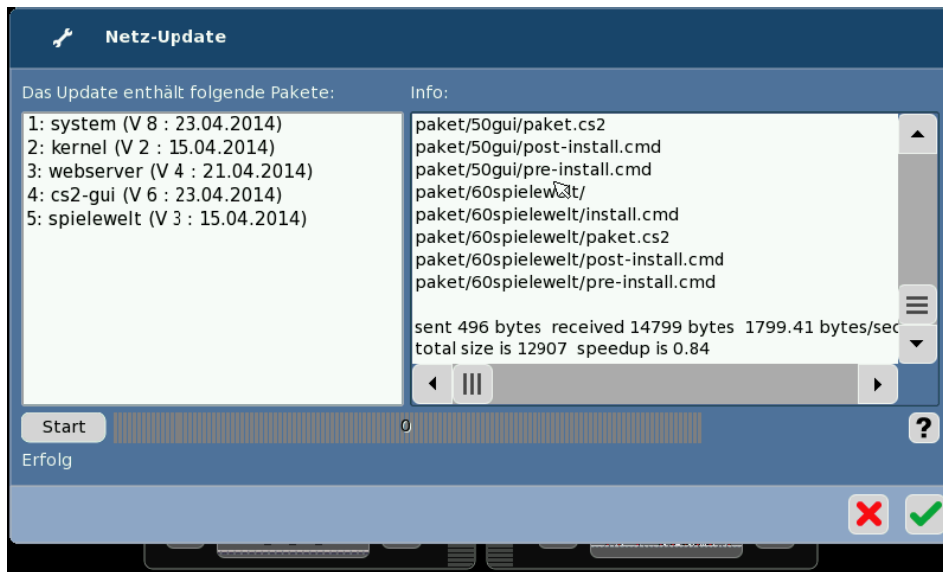 Netz-Update
Das Update enthält folgende Pakete:
1: system (V 8 : 23.04.2014)
2: kernel (V 2 : 15.04.2014)
3: webserver (V 4 : 21.04.2014)
4: cs2-gui (V 6 : 23.04.2014)
5: spielewelt (V 3 : 15.04.2014)
Info:
paket/50gui/paket.cs2
paket/50gui/post-install.cmd
paket/50gui/pre-install.cmd
paket/60spielewelt/
paket/60spielewelt/install.cmd
paket/60spielewelt/paket.cs2
paket/60spielewelt/post-install.cmd
paket/60spielewelt/pre-install.cmd
sent 496 bytes received 14799 bytes 1799.41 bytes/sec
total size is 12907 speedup is 0.84
Start
0
?
Erfolg